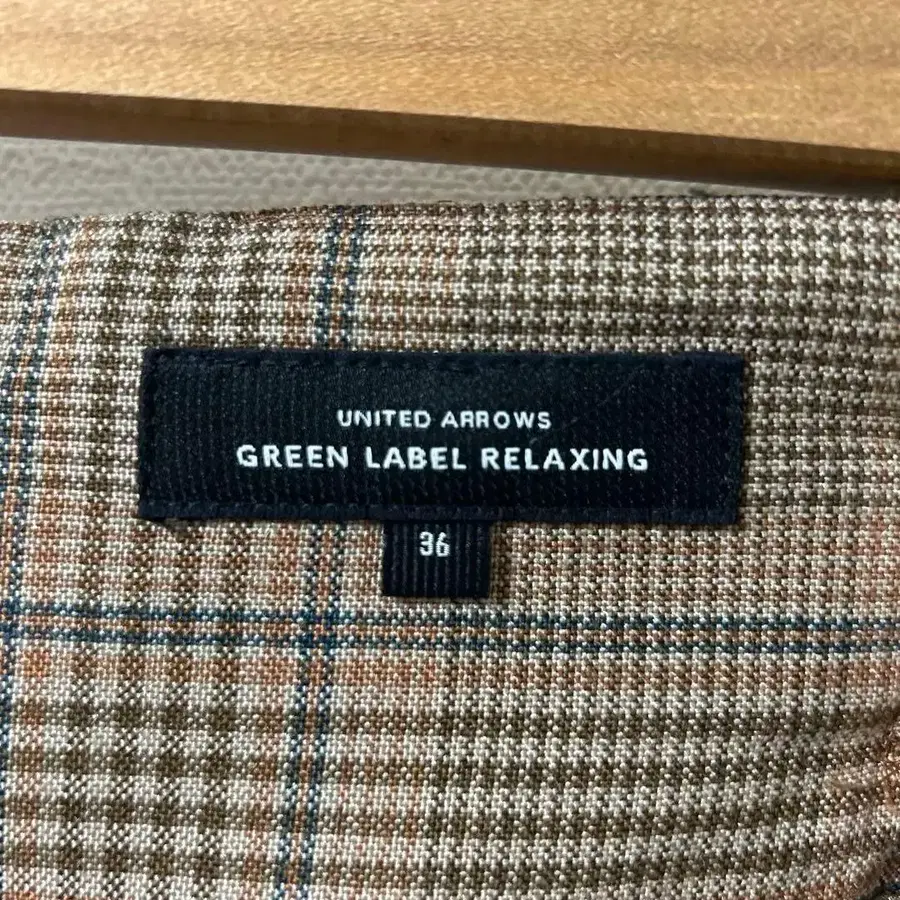 UNITED ARROWS
GREEN LABEL RELAXING
36